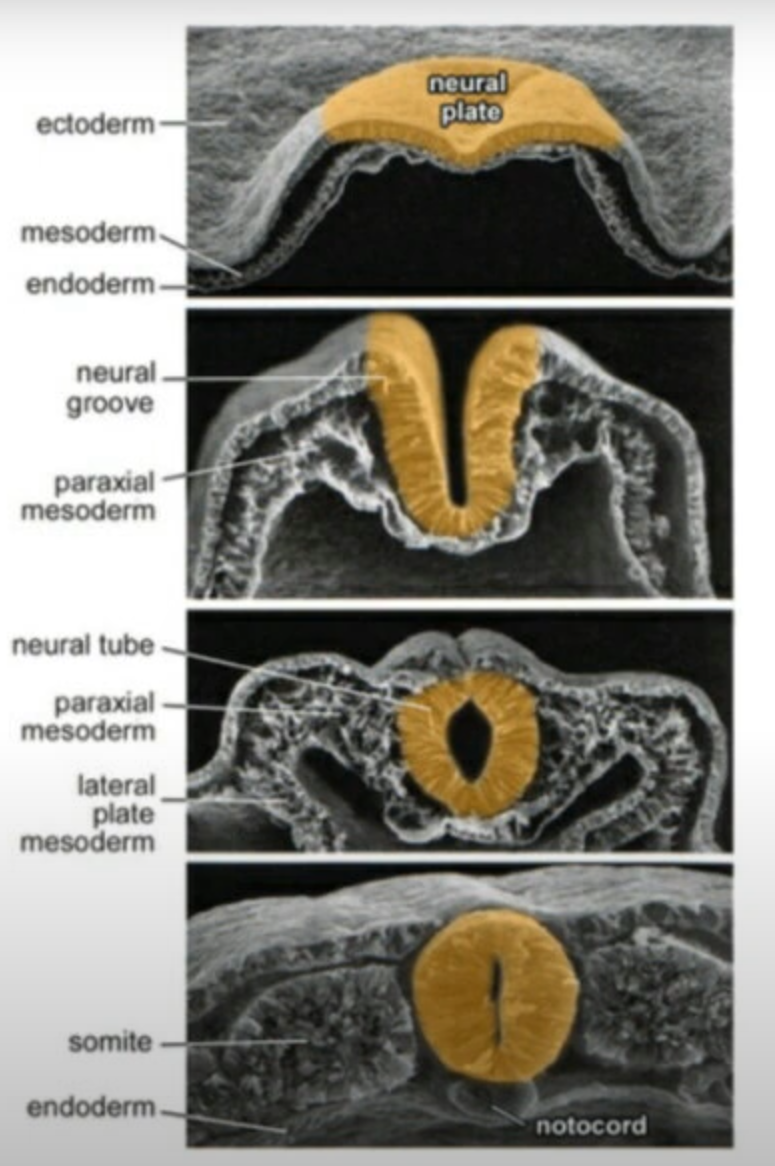 neural
plate
ectoderm
mesoderm
endoderm
neural
groove
paraxial
mesoderm
neural tube
paraxial
mesoderm
lateral
plate
mesoderm
somite
endoderm
notocord